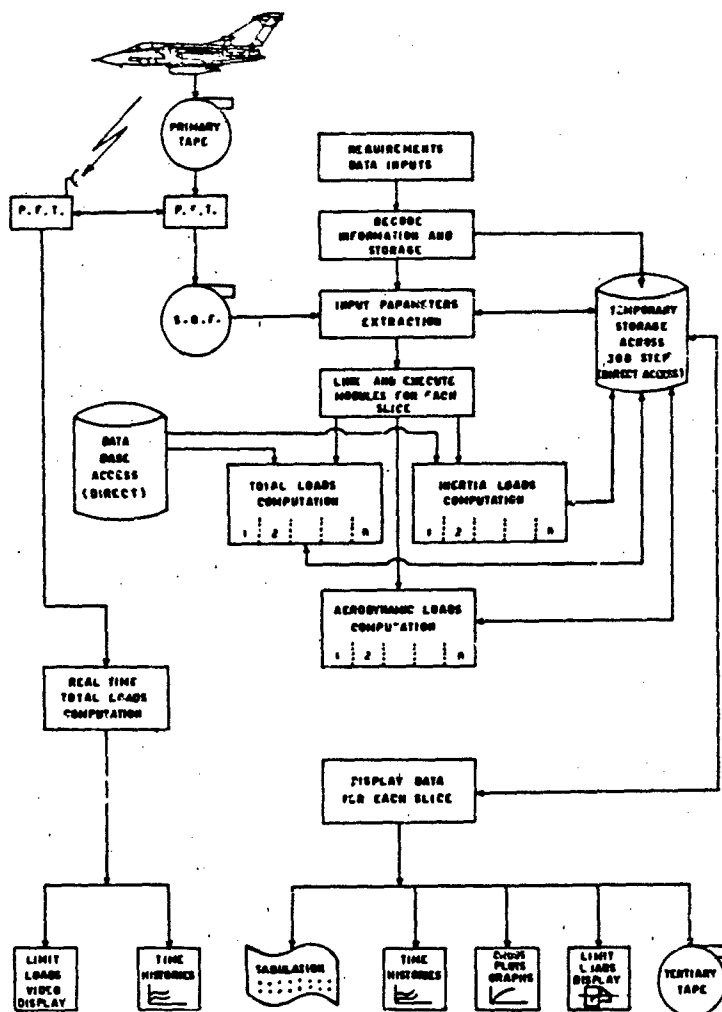 PRIMARY
TAPE
REQUIREMENTS
DATA INPUTS
P.F.T.
P.F.T.
DECODE
INFORMATION AND
STORAGE
S.O.F.
INPUT PARAMETERS
EXTRACTION
TEMPORARY
STORAGE
ACROSS
JOB STEP
(DIRECT ACCESS)
LINK AND EXECUTE
MODULES FOR EACH
SLICE
DATA
BASE
ACCESS
(DIRECT)
TOTAL LOADS
COMPUTATION
1 2 n
INERTIA LOADS
COMPUTATION
1 2 n
AERODYNAMIC LOADS
COMPUTATION
1 2 n
REAL TIME
TOTAL LOADS
COMPUTATION
DISPLAY DATA
FOR EACH SLICE
LIMIT
LOADS
VIDEO
DISPLAY
TIME
HISTORIES
TABULATION
TIME
HISTORIES
CROSS
PLOTS
GRAPHS
LIMIT
LOADS
DISPLAY
TERTIARY
TAPE